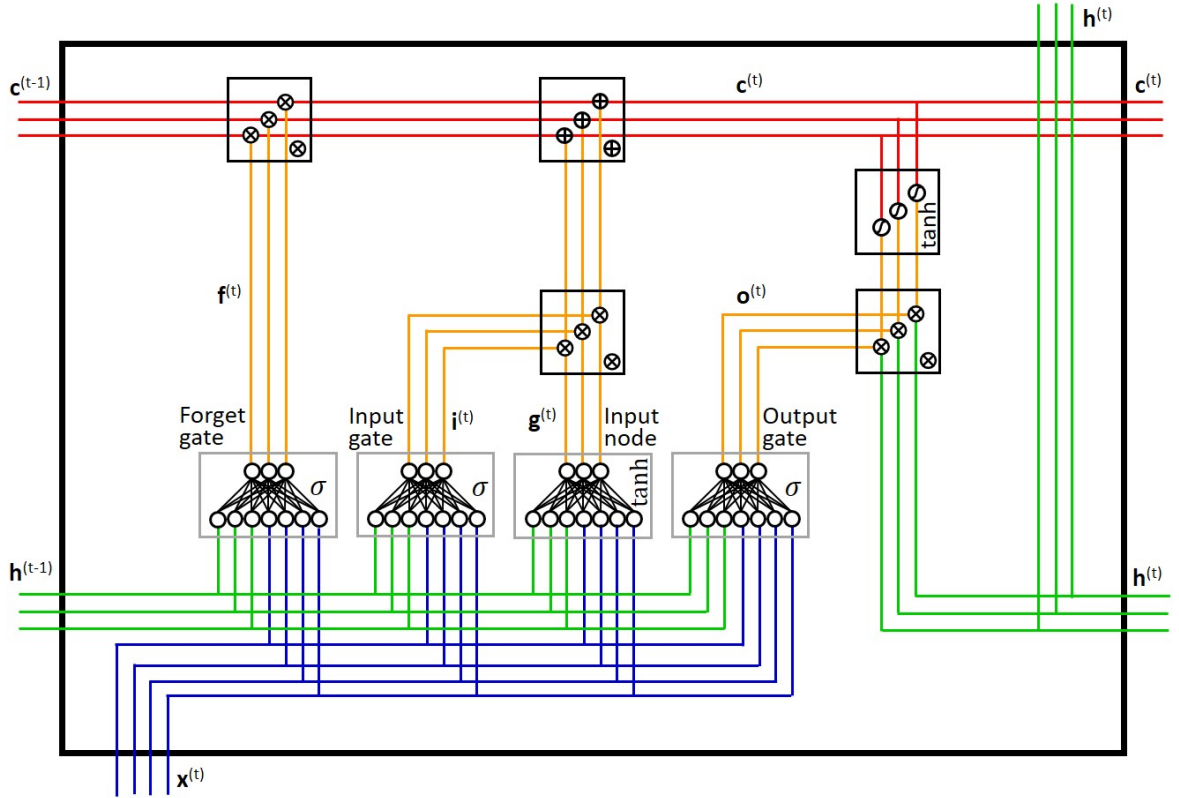 h(t)
c(t-1)
c(t)
c(t)
tanh
f(t)
o(t)
Forget
gate
Input
gate
i(t)
g(t)
Input
node
Output
gate
σ
σ
tanh
σ
h(t-1)
h(t)
x(t)